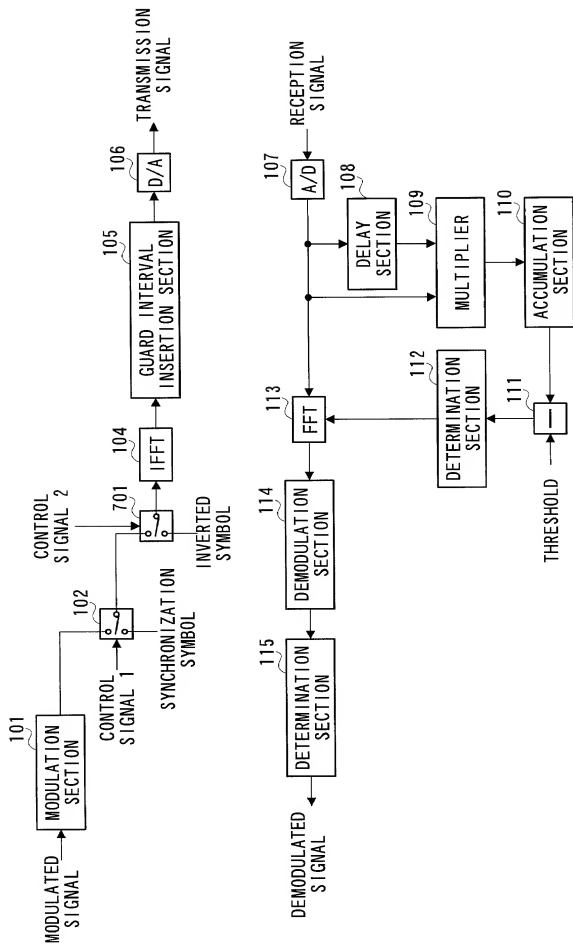 MODULATED
SIGNAL
101
MODULATION
SECTION
CONTROL
SIGNAL 1
102
SYNCHRONIZATION
SYMBOL
CONTROL
SIGNAL 2
701
INVERTED
SYMBOL
104
IFFT
105
GUARD INTERVAL
INSERTION SECTION
106
D/A
TRANSMISSION
SIGNAL
RECEPTION
SIGNAL
107
A/D
108
DELAY
SECTION
109
MULTIPLIER
110
ACCUMULATION
SECTION
111
THRESHOLD
112
DETERMINATION
SECTION
113
FFT
114
DEMODULATION
SECTION
115
DETERMINATION
SECTION
DEMODULATED
SIGNAL